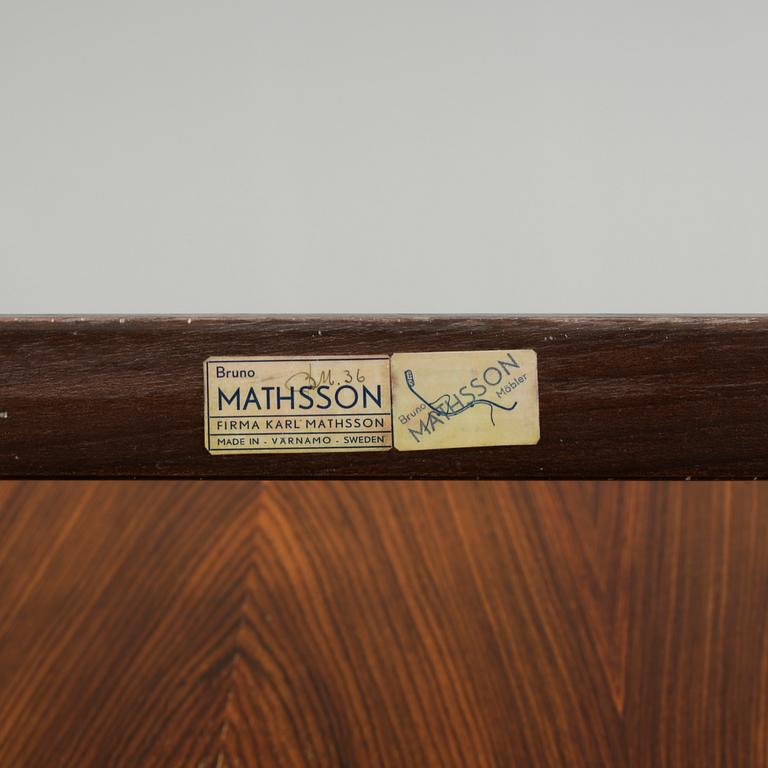 Bruno
BM.36
MATHSSON
FIRMA KARL MATHSSON
MADE IN - VÄRNAMO - SWEDEN
Bruno
MATHSSON
Möbler